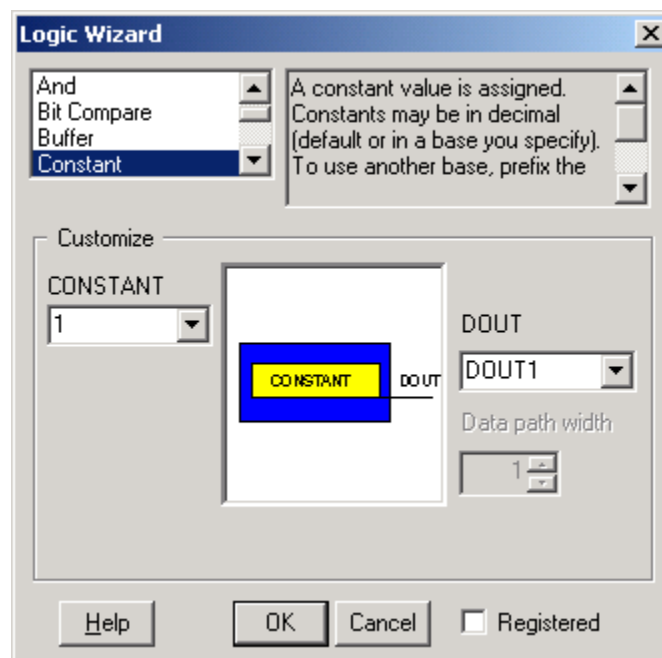 Logic Wizard
And
Bit Compare
Buffer
Constant
A constant value is assigned.
Constants may be in decimal
(default or in a base you specify).
To use another base, prefix the
Customize
CONSTANT
1
CONSTANT
DOUT
DOUT
DOUT1
Data path width
1
Help
OK
Cancel
Registered